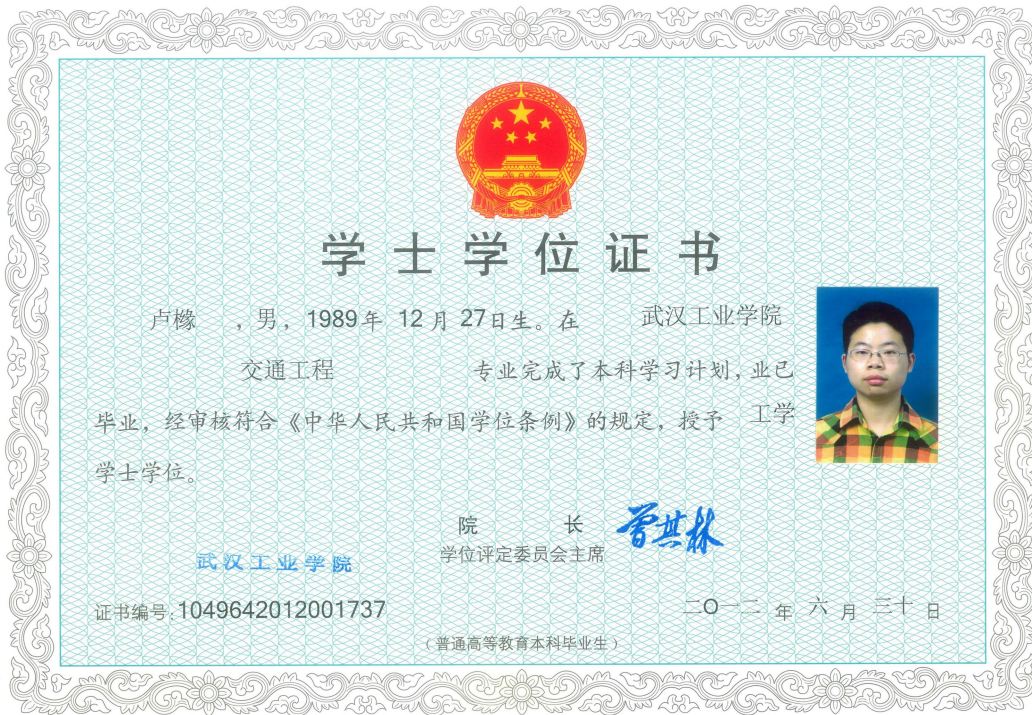 学士学位证书
卢橼 ，男，1989年 12月 27日生。在 武汉工业学院
交通工程 专业完成了本科学习计划，业已
毕业，经审核符合《中华人民共和国学位条例》的规定，授予 工学
学士学位。
院 长 曾其林
学位评定委员会主席
武汉工业学院
证书编号:1049642012001737
二O一二 年 六 月 三十 日
（普通高等教育本科毕业生）